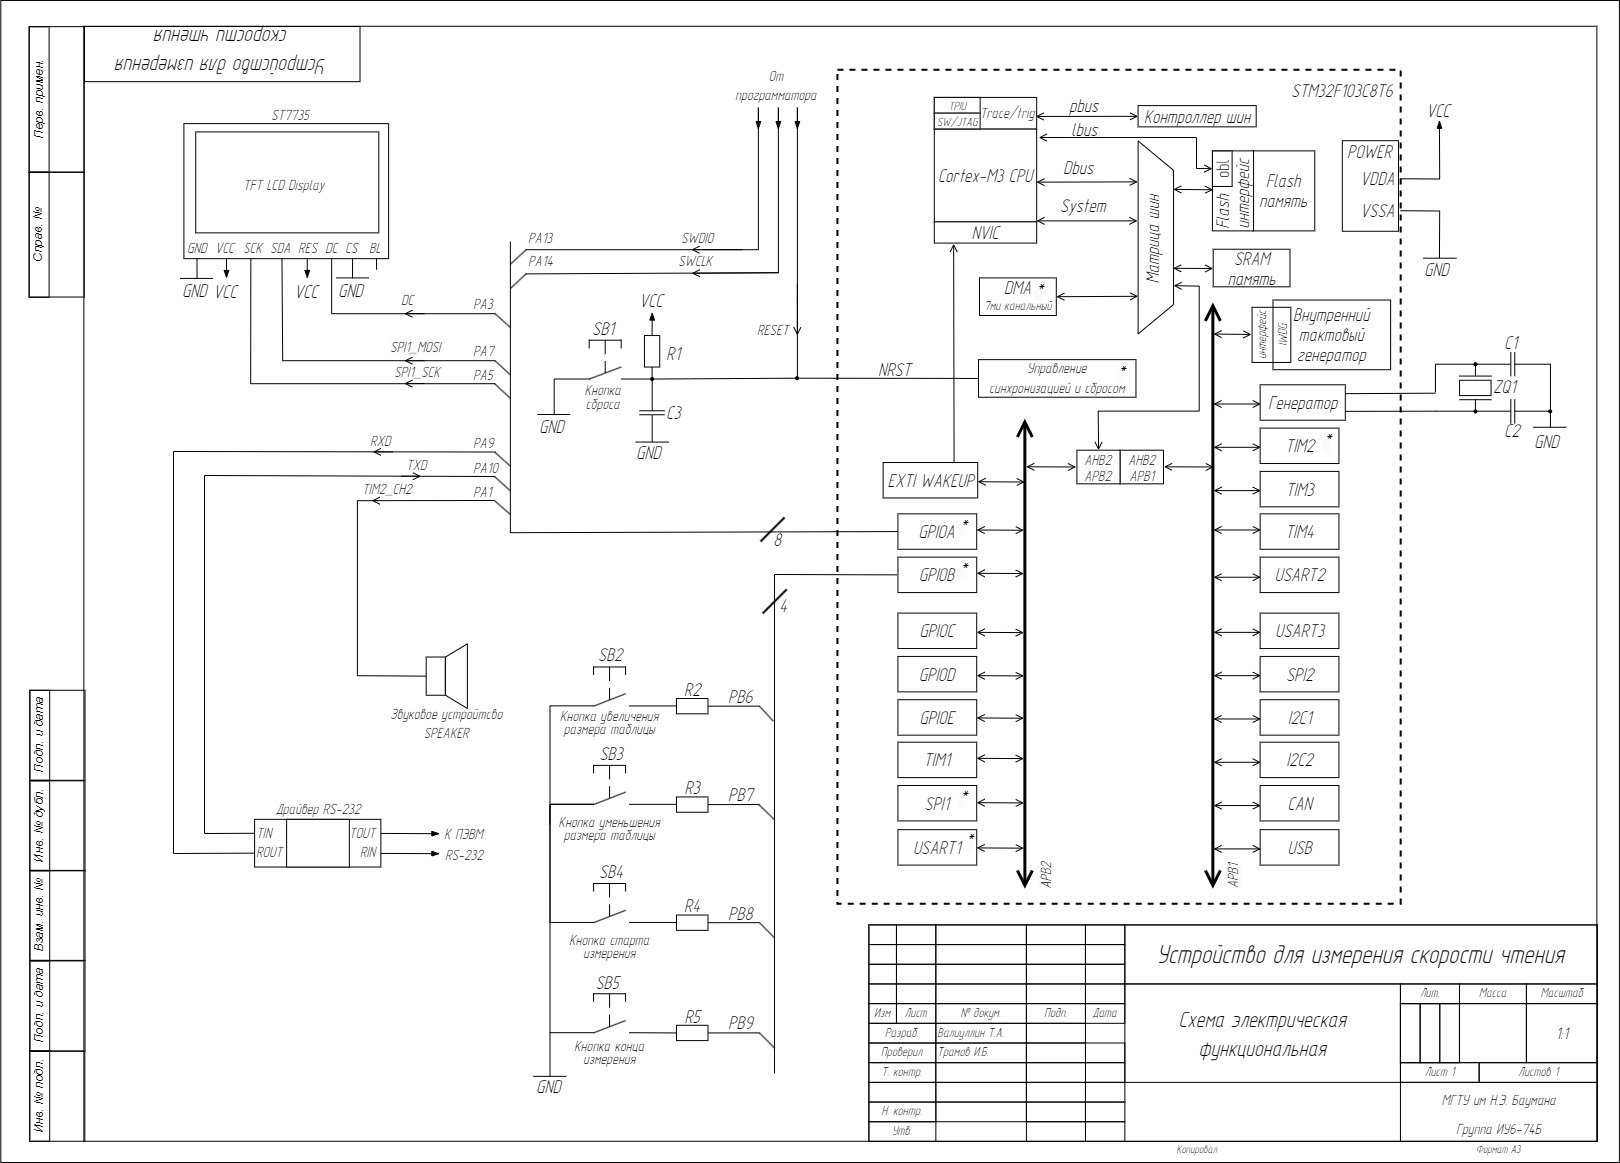 Устройство для измерения
скорости чтения
Перв. примен.
Справ. №
Подп. и дата
Инв. № дубл.
Взам. инв. №
Подп. и дата
Инв. № подл.
ST7735
TFT LCD Display
GND VCC SCK SDA RES DC CS BL
GND VCC VCC GND
От
программатора
PA13 SWDIO
PA14 SWCLK
DC PA3
SPI1_MOSI PA7
SPI1_SCK PA5
RXD PA9
TXD PA10
TIM2_CH2 PA1
RESET
VCC
SB1
R1
Кнопка
сброса
C3
GND
GND
NRST
8
4
Звуковое устройтсво
SPEAKER
Драйвер RS-232
TIN TOUT
ROUT RIN
К ПЭВМ
RS-232
SB2
R2 PB6
Кнопка увеличения
размера таблицы
SB3
R3 PB7
Кнопка уменьшения
размера таблицы
SB4
R4 PB8
Кнопка старта
измерения
SB5
R5 PB9
Кнопка конца
измерения
GND
STM32F103C8T6
TPIU
SW/JTAG
Trace/trig
Cortex-M3 CPU
NVIC
pbus
Ibus
Dbus
System
Контроллер шин
Матрица шин
Flash obl
интерфейс
Flash
память
SRAM
память
DMA *
7ми канальный
Управление *
синхронизацией и сбросом
POWER
VDDA
VSSA
VCC
GND
интерфейс
IWDG
Внутренний
тактовый
генератор
Генератор
C1
ZQ1
C2
GND
AHB2
APB2
AHB2
APB1
EXTI WAKEUP
GPIOA *
GPIOB *
GPIOC
GPIOD
GPIOE
TIM1
SPI1 *
USART1 *
APB2
TIM2 *
TIM3
TIM4
USART2
USART3
SPI2
I2C1
I2C2
CAN
USB
APB1
Устройство для измерения скорости чтения
Схема электрическая
функциональная
Изм Лист № докум. Подп. Дата
Разраб. Валиуллин Т.А.
Проверил Трамов И.Б.
Т. контр.
Н. контр.
Утв.
Лит. Масса Масштаб
1:1
Лист 1 Листов 1
МГТУ им Н.Э. Баумана
Группа ИУ6-74Б
Копировал Формат А3